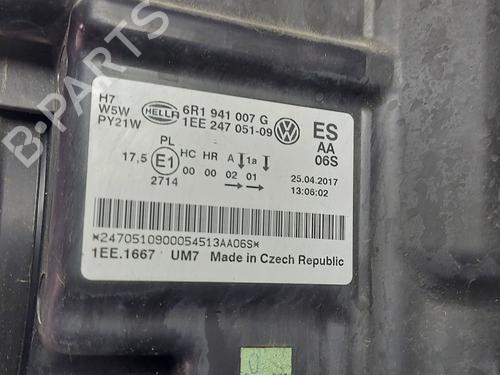 B-PARTS
H7
W5W
PY21W
HELLA
6R1 941 007 G
1EE 247 051-09
ES
AA
06S
PL
17,5 E1 HC HR A 1a
00 00 02 01
2714
25.04.2017
13:06:02
*2470510900054513AA06S*
1EE.1667 UM7 Made in Czech Republic